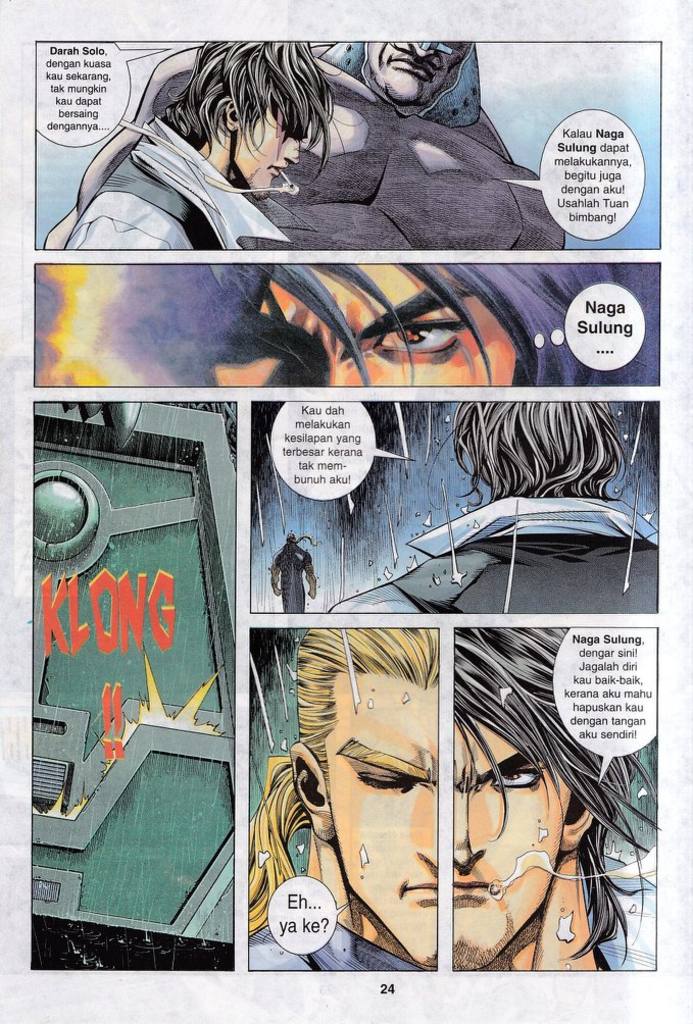 Darah Solo,
dengan kuasa
kau sekarang,
tak mungkin
kau dapat
bersaing
dengannya....
Kalau Naga
Sulung dapat
melakukannya,
begitu juga
dengan aku!
Usahlah Tuan
bimbang!
Naga
Sulung
....
KLONG
!!
Kau dah
melakukan
kesilapan yang
terbesar kerana
tak mem-
bunuh aku!
Eh...
ya ke?
Naga Sulung,
dengar sini!
Jagalah diri
kau baik-baik,
kerana aku mahu
hapuskan kau
dengan tangan
aku sendiri!
24